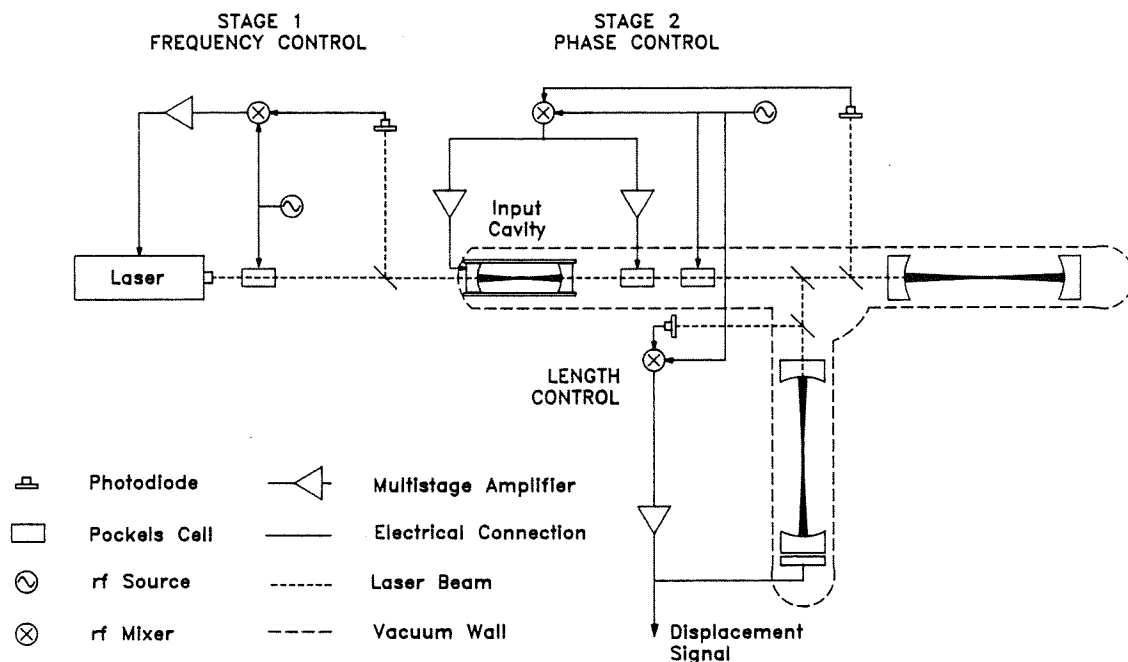 STAGE 1
FREQUENCY CONTROL
STAGE 2
PHASE CONTROL
Input
Cavity
Laser
LENGTH
CONTROL
Photodiode
Multistage Amplifier
Pockels Cell
Electrical Connection
rf Source
Laser Beam
rf Mixer
Vacuum Wall
Displacement
Signal